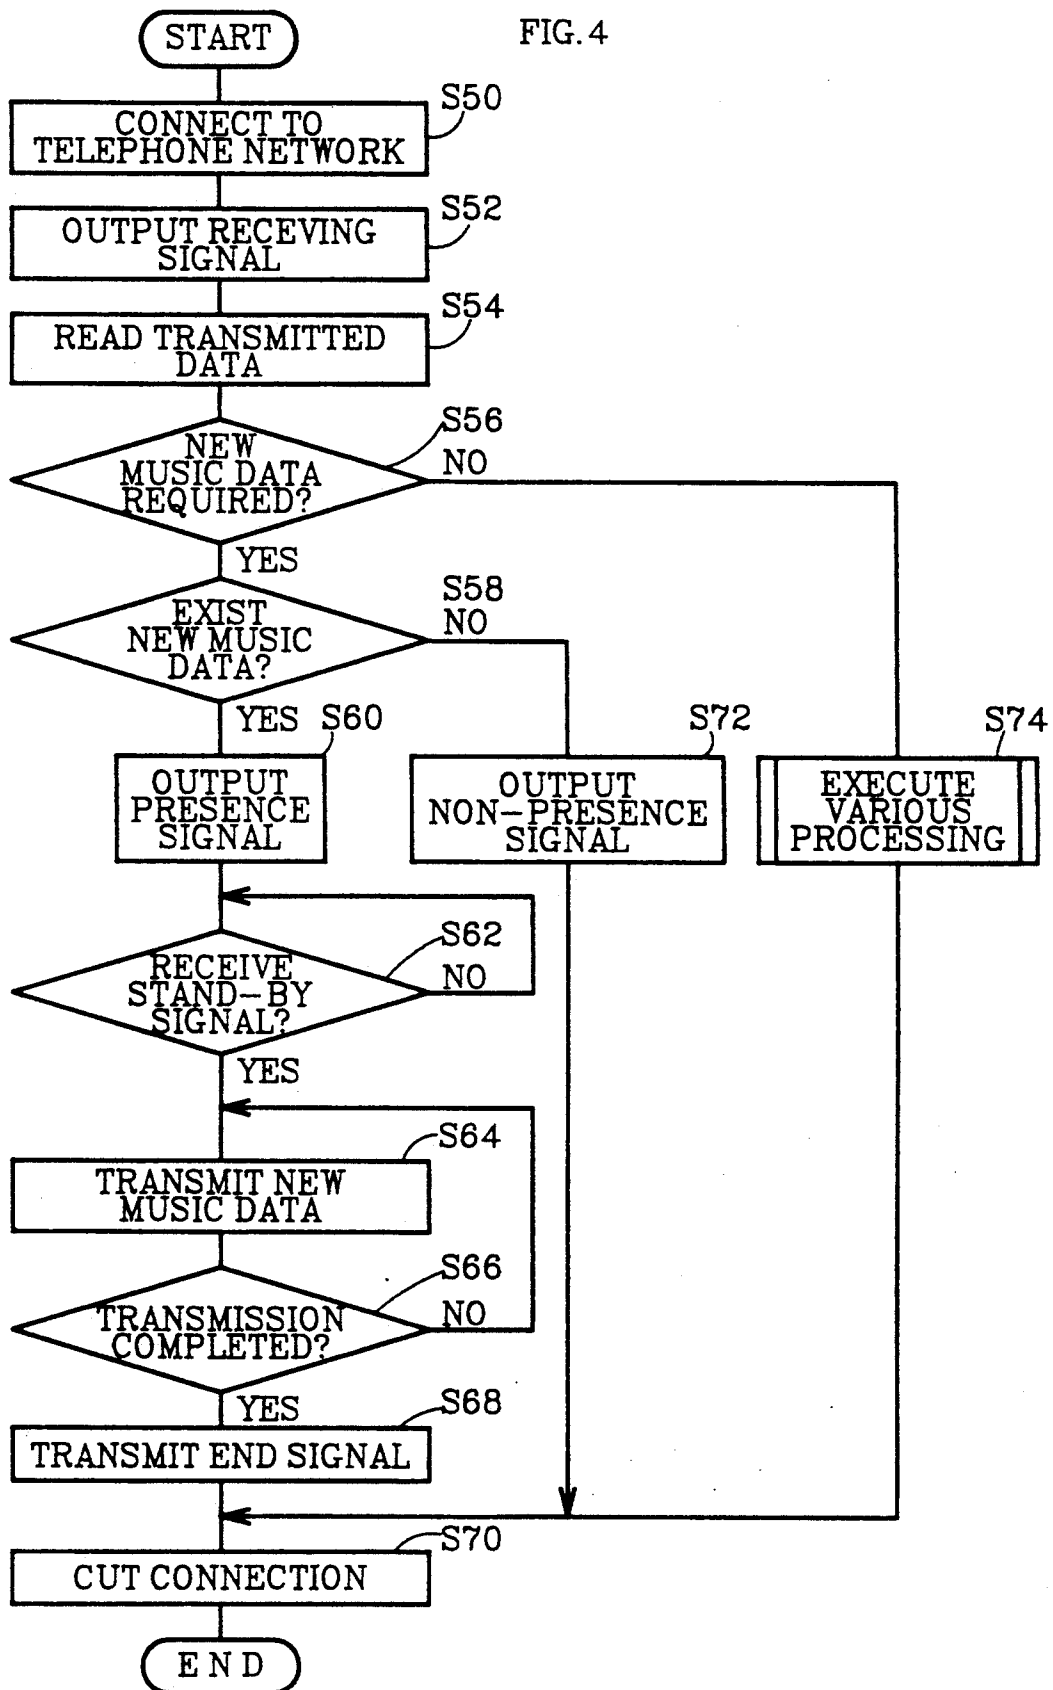 START
FIG. 4
S50
CONNECT TO
TELEPHONE NETWORK
S52
OUTPUT RECEVING
SIGNAL
S54
READ TRANSMITTED
DATA
S56
NEW
MUSIC DATA
REQUIRED?
NO
YES
S58
EXIST
NEW MUSIC
DATA?
NO
YES
S60
OUTPUT
PRESENCE
SIGNAL
S72
OUTPUT
NON-PRESENCE
SIGNAL
S74
EXECUTE
VARIOUS
PROCESSING
S62
RECEIVE
STAND-BY
SIGNAL?
NO
YES
S64
TRANSMIT NEW
MUSIC DATA
S66
TRANSMISSION
COMPLETED?
NO
YES
S68
TRANSMIT END SIGNAL
S70
CUT CONNECTION
END